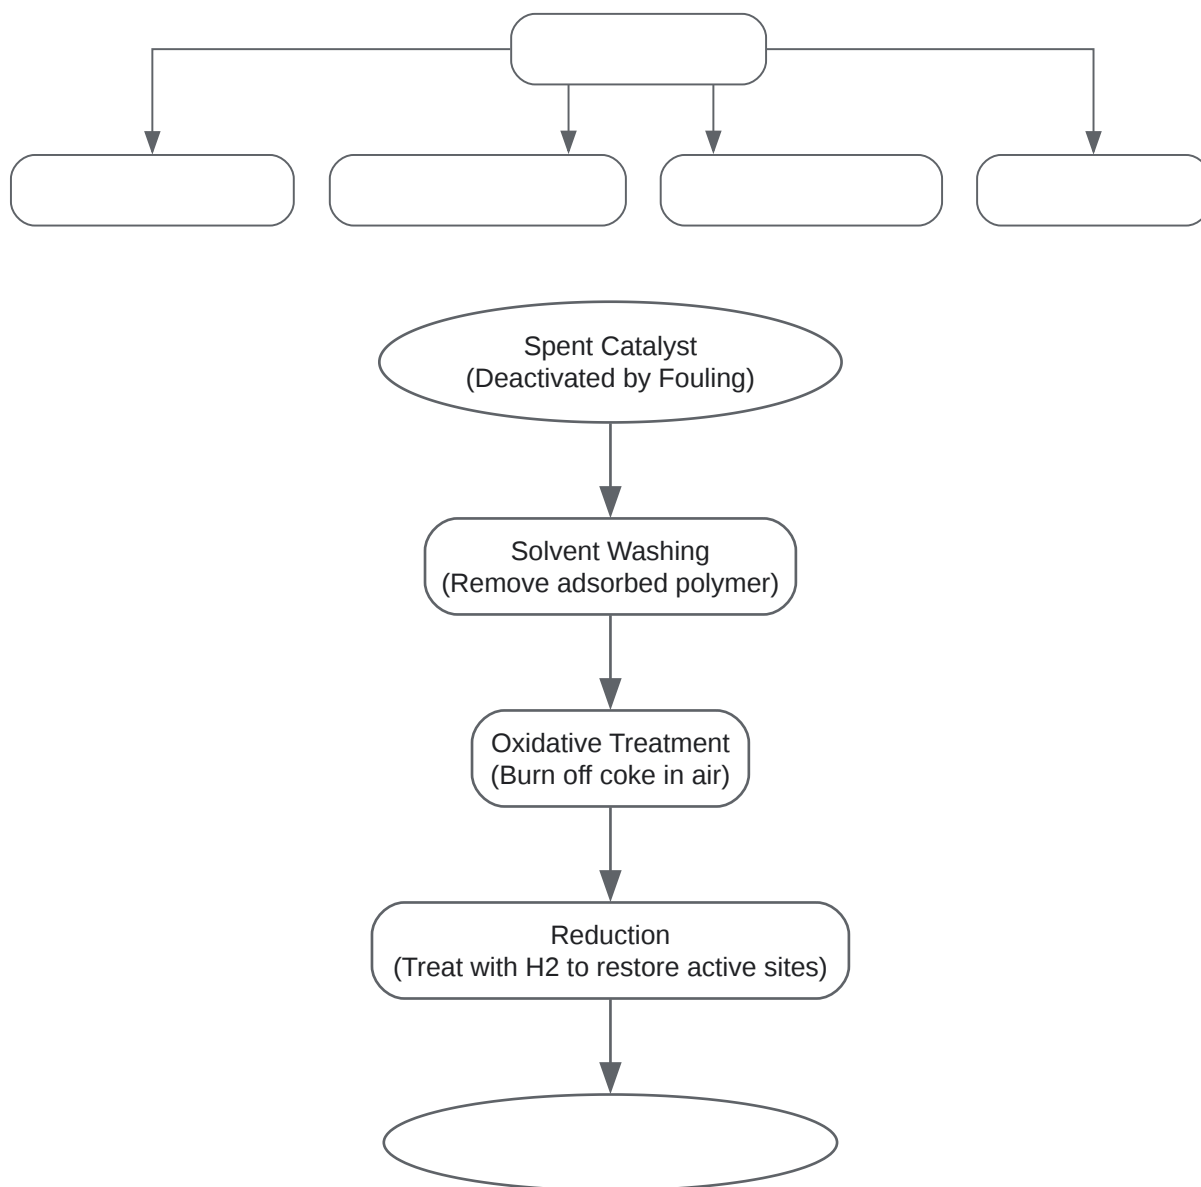 Spent Catalyst
(Deactivated by Fouling)
Solvent Washing
(Remove adsorbed polymer)
Oxidative Treatment
(Burn off coke in air)
Reduction
(Treat with H2 to restore active sites)